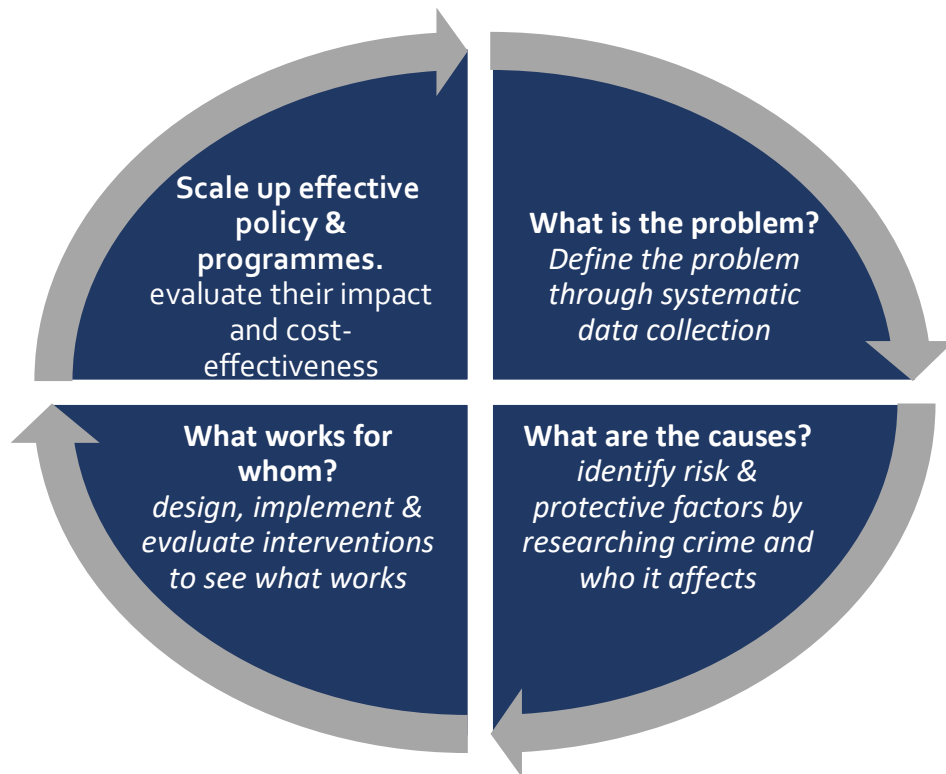 Scale up effective
policy &
programmes.
evaluate their impact
and cost-
effectiveness
What is the problem?
Define the problem
through systematic
data collection
What works for
whom?
design, implement &
evaluate interventions
to see what works
What are the causes?
identify risk &
protective factors by
researching crime and
who it affects